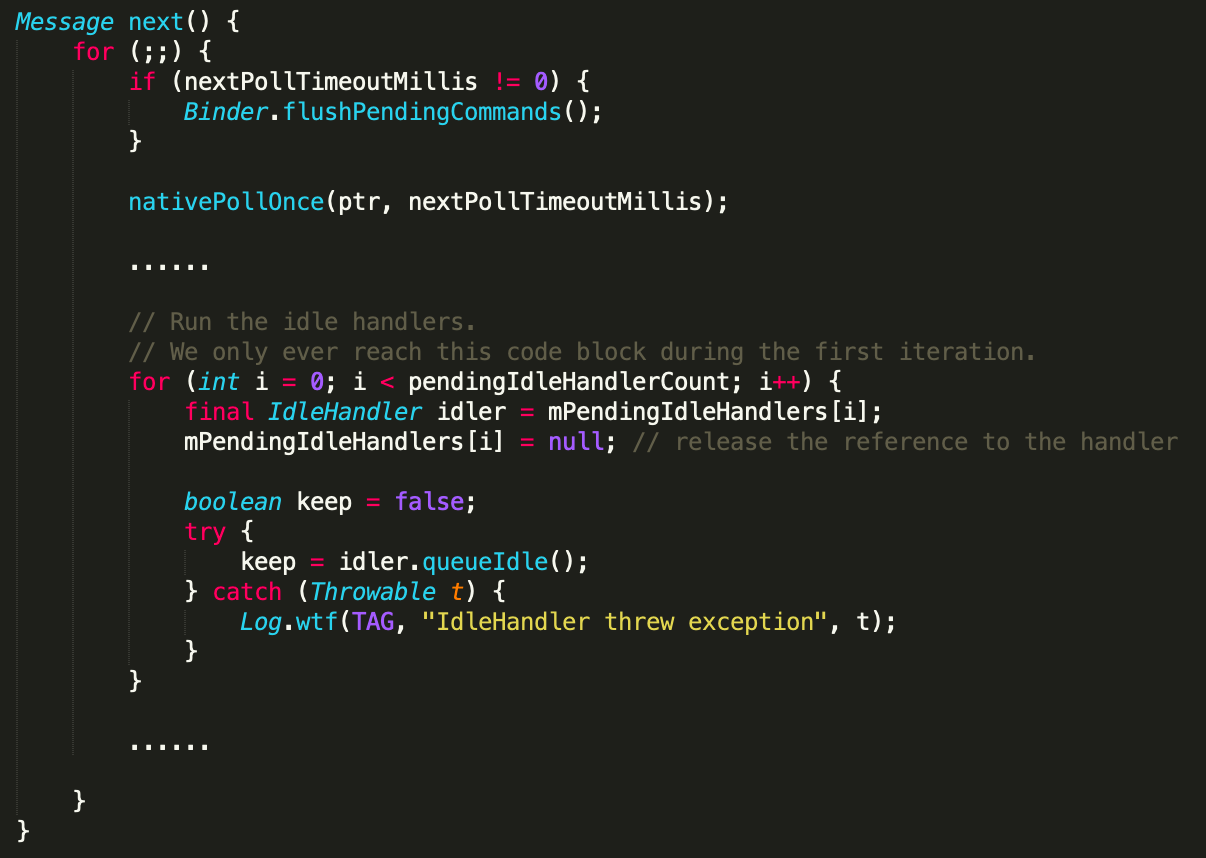 Message next() {
    for (;;) {
        if (nextPollTimeoutMillis != 0) {
            Binder.flushPendingCommands();
        }

        nativePollOnce(ptr, nextPollTimeoutMillis);

        ......

        // Run the idle handlers.
        // We only ever reach this code block during the first iteration.
        for (int i = 0; i < pendingIdleHandlerCount; i++) {
            final IdleHandler idler = mPendingIdleHandlers[i];
            mPendingIdleHandlers[i] = null; // release the reference to the handler

            boolean keep = false;
            try {
                keep = idler.queueIdle();
            } catch (Throwable t) {
                Log.wtf(TAG, "IdleHandler threw exception", t);
            }
        }

        ......

    }
}